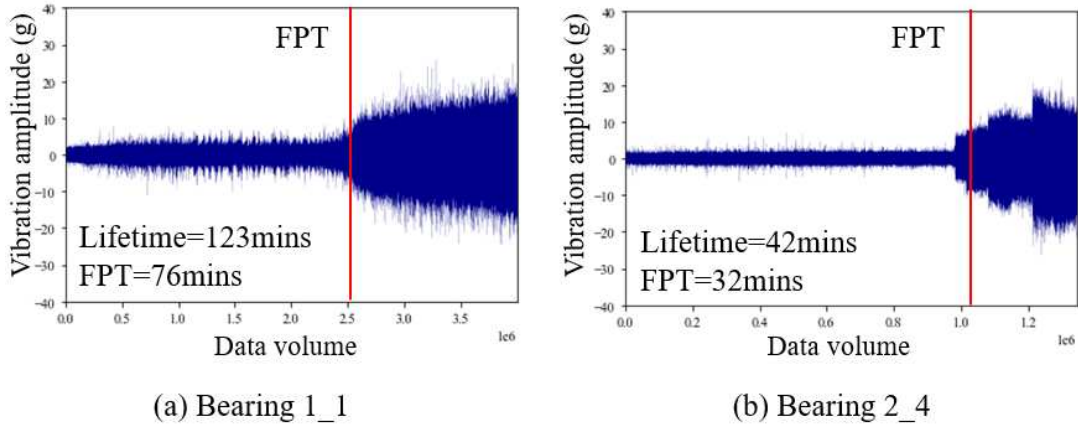 Vibration amplitude (g)
40
30
20
10
0
−10
−20
−30
−40
FPT
Lifetime=123mins
FPT=76mins
0.0 0.5 1.0 1.5 2.0 2.5 3.0 3.5
1e6
Data volume
(a) Bearing 1_1
Vibration amplitude (g)
40
30
20
10
0
−10
−20
−30
−40
FPT
Lifetime=42mins
FPT=32mins
0.0 0.2 0.4 0.6 0.8 1.0 1.2
1e6
Data volume
(b) Bearing 2_4